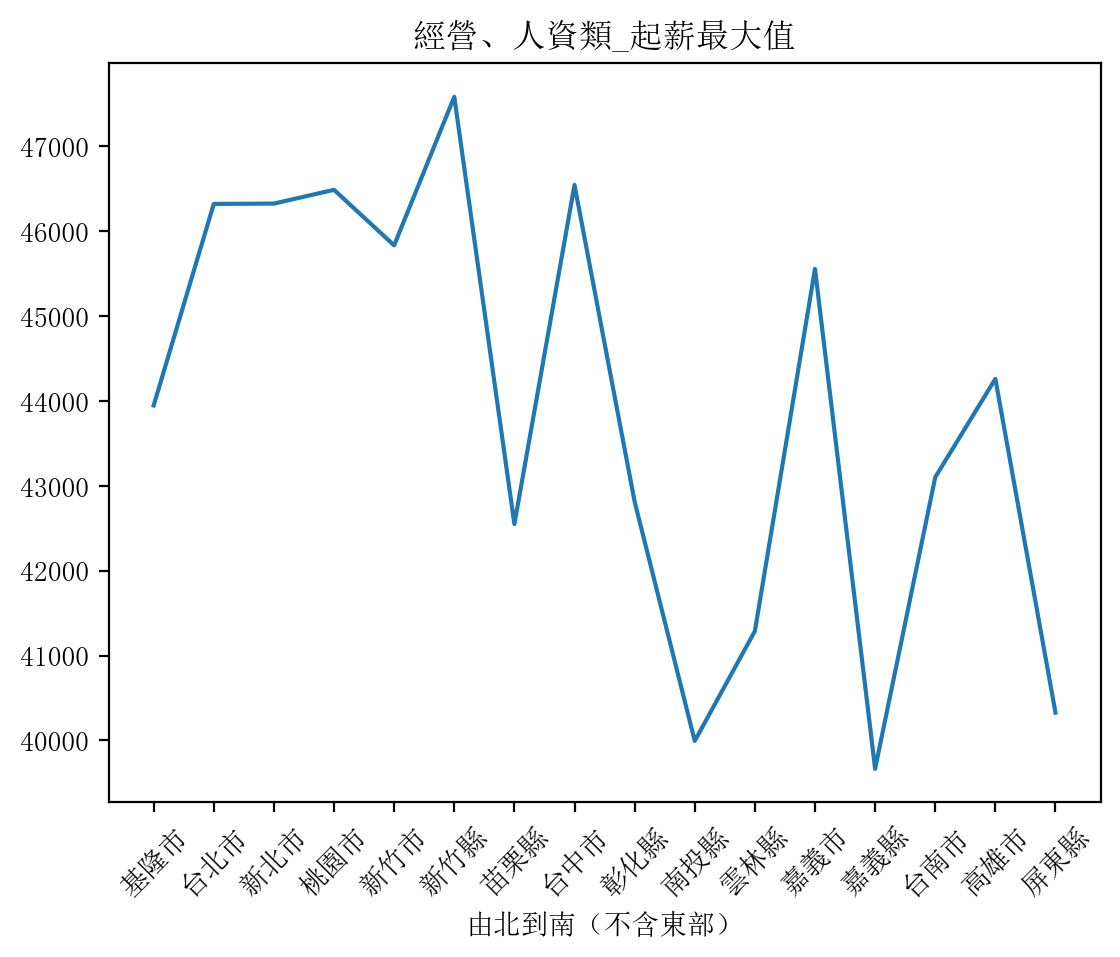 經營、人資類_起薪最大值
47000
46000
45000
44000
43000
42000
41000
40000
基隆市
台北市
新北市
桃園市
新竹市
新竹縣
苗栗縣
台中市
彰化縣
南投縣
雲林縣
嘉義市
嘉義縣
台南市
高雄市
屏東縣
由北到南（不含東部）